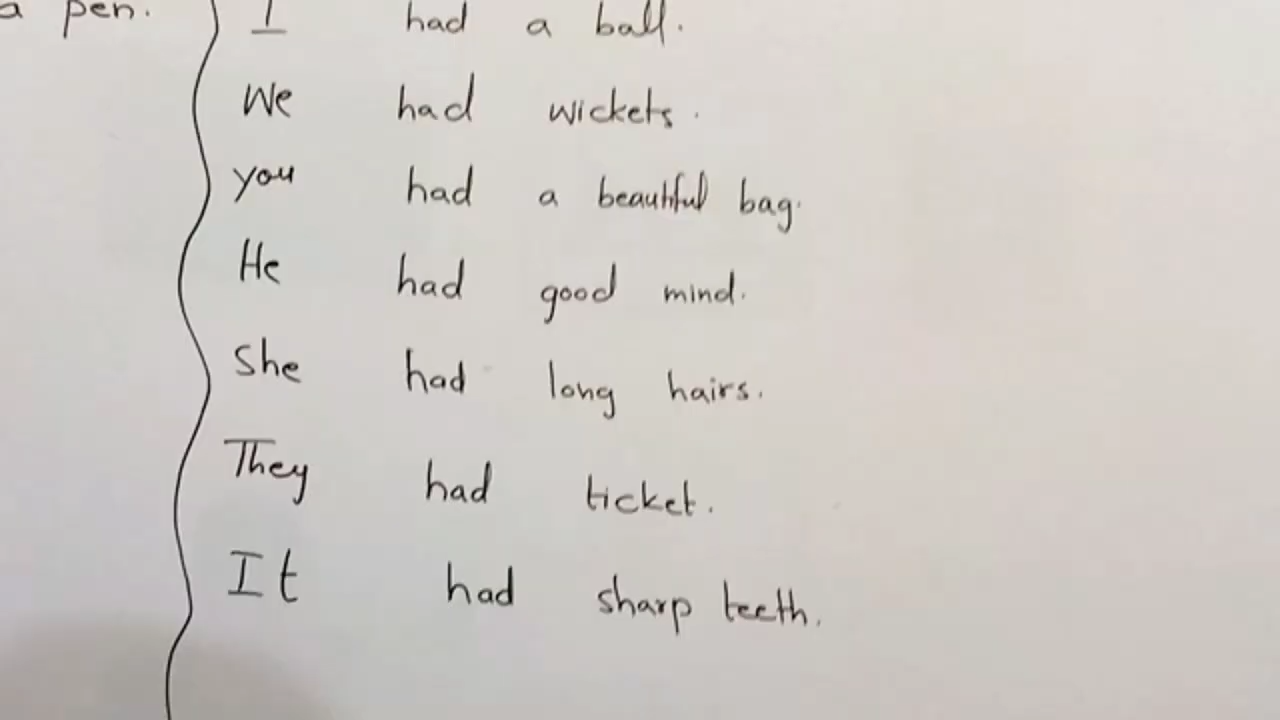 a pen.
I had a ball.
We had wickets.
you had a beautiful bag.
He had good mind.
She had long hairs.
They had ticket.
It had sharp teeth.